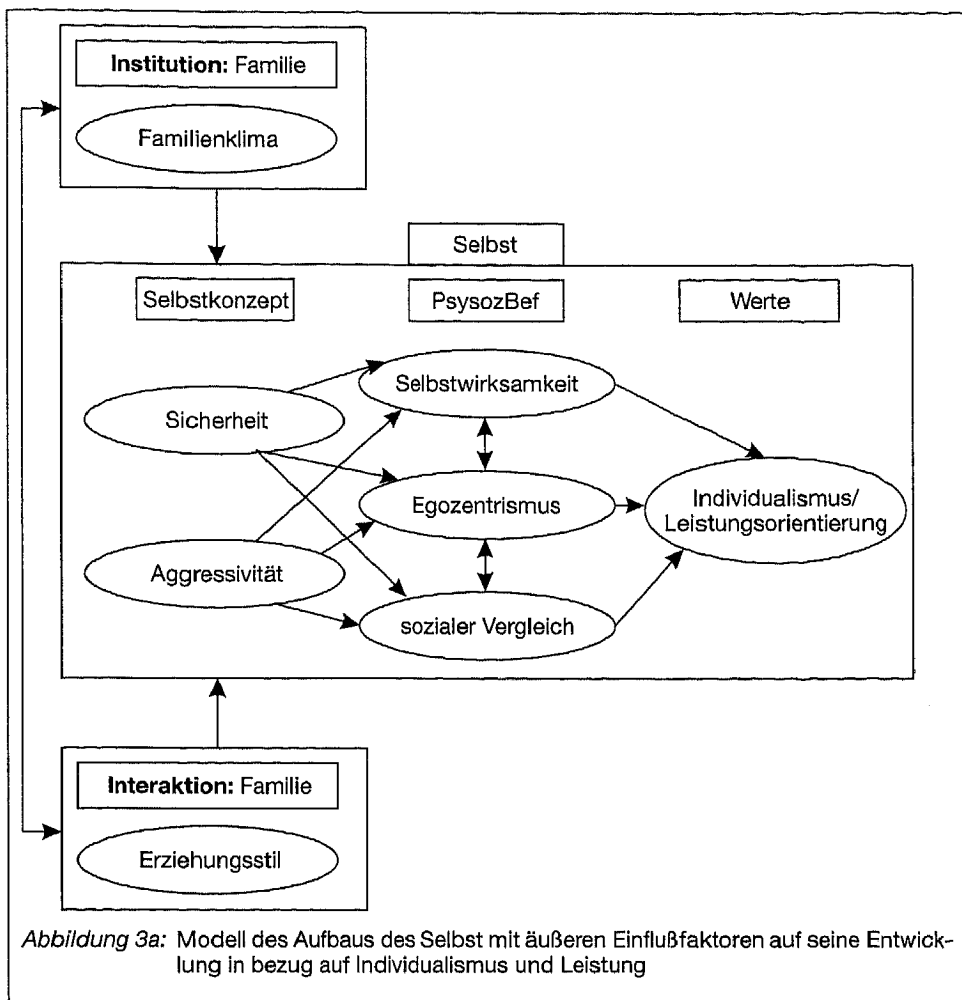 Institution: Familie
Familienklima
Selbst
Selbstkonzept
PsysozBef
Werte
Sicherheit
Selbstwirksamkeit
Egozentrismus
Individualismus/
Leistungsorientierung
Aggressivität
sozialer Vergleich
Interaktion: Familie
Erziehungsstil
Abbildung 3a: Modell des Aufbaus des Selbst mit äußeren Einflußfaktoren auf seine Entwick-
lung in bezug auf Individualismus und Leistung